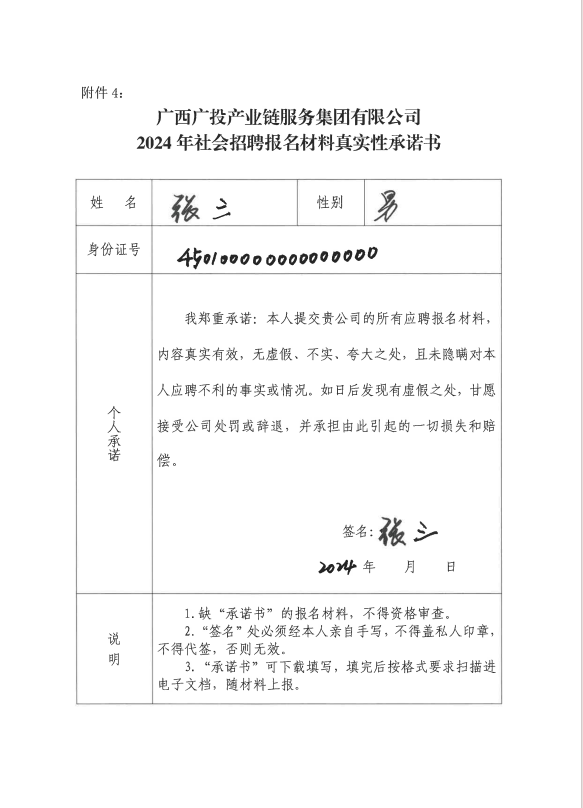 附件 4：
广西广投产业链服务集团有限公司
2024 年社会招聘报名材料真实性承诺书
姓 名 张三 性别 男
身份证号 450100000000000000
个人承诺
我郑重承诺：本人提交贵公司的所有应聘报名材料，
内容真实有效，无虚假、不实、夸大之处，且未隐瞒对本
人应聘不利的事实或情况。如日后发现有虚假之处，甘愿
接受公司处罚或辞退，并承担由此引起的一切损失和赔
偿。
签名：张三
2024 年 月 日
说明
1.缺“承诺书”的报名材料，不得资格审查。
2.“签名”处必须经本人亲自手写，不得盖私人印章，
不得代签，否则无效。
3.“承诺书”可下载填写，填完后按格式要求扫描进
电子文档，随材料上报。